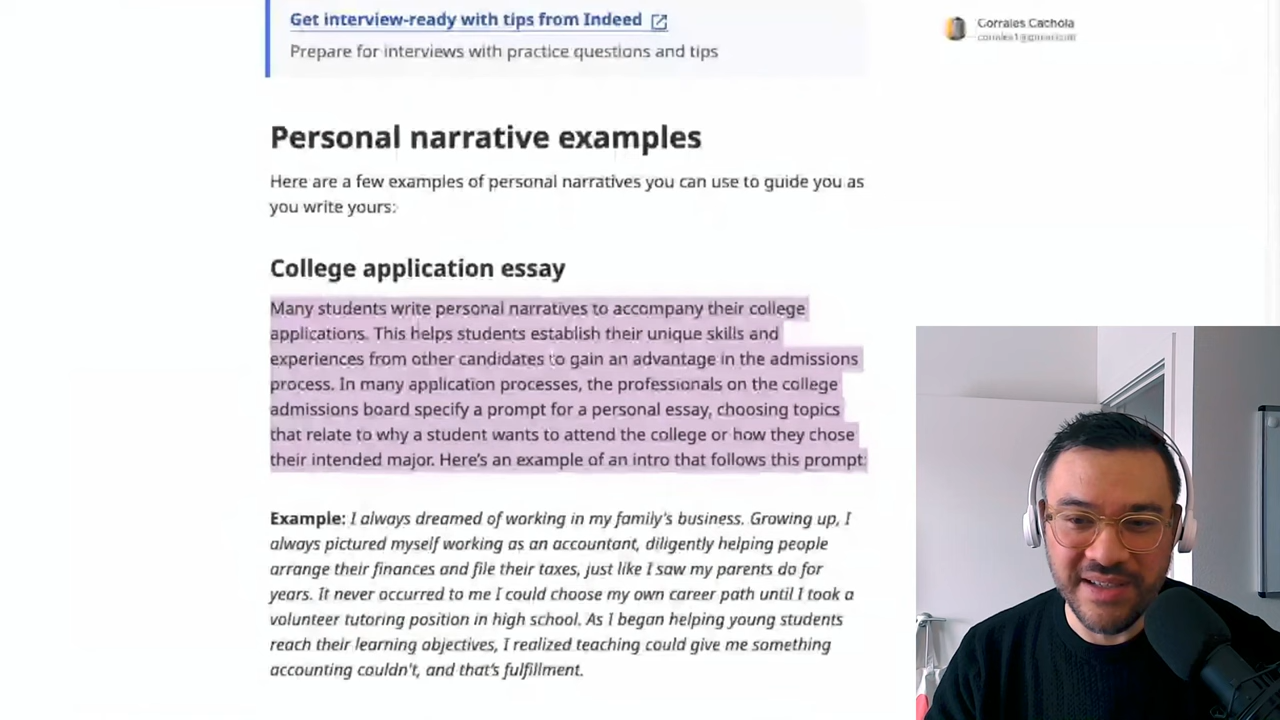 Get interview-ready with tips from Indeed
Prepare for interviews with practice questions and tips
Corrales Cachola
Personal narrative examples
Here are a few examples of personal narratives you can use to guide you as
you write yours:
College application essay
Many students write personal narratives to accompany their college
applications. This helps students establish their unique skills and
experiences from other candidates to gain an advantage in the admissions
process. In many application processes, the professionals on the college
admissions board specify a prompt for a personal essay, choosing topics
that relate to why a student wants to attend the college or how they chose
their intended major. Here's an example of an intro that follows this prompt:
Example: I always dreamed of working in my family's business. Growing up, I
always pictured myself working as an accountant, diligently helping people
arrange their finances and file their taxes, just like I saw my parents do for
years. It never occurred to me I could choose my own career path until I took a
volunteer tutoring position in high school. As I began helping young students
reach their learning objectives, I realized teaching could give me something
accounting couldn't, and that's fulfillment.